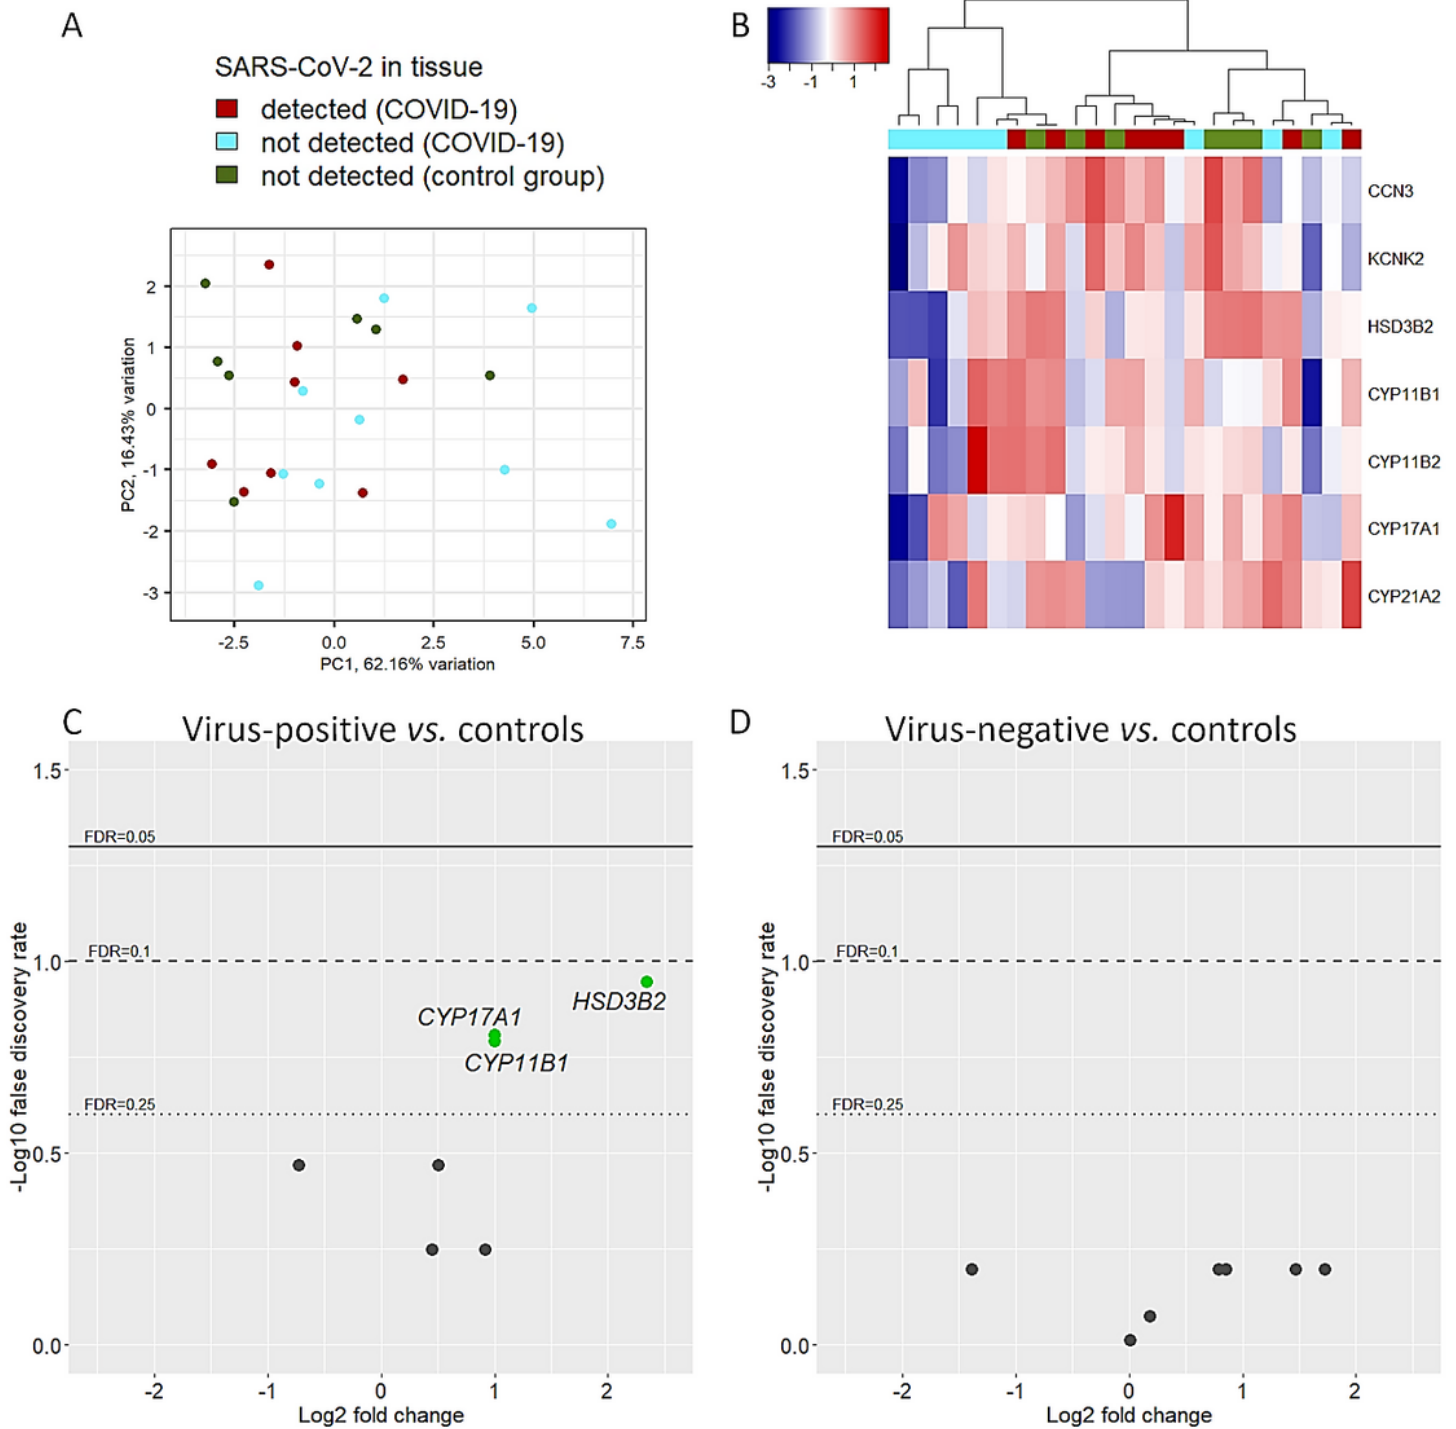 A
SARS-CoV-2 in tissue
detected (COVID-19)
not detected (COVID-19)
not detected (control group)
2
1
0
-1
-2
-3
PC2, 16.43% variation
-2.5 0.0 2.5 5.0 7.5
PC1, 62.16% variation
B
-3 -1 1
CCN3
KCNK2
HSD3B2
CYP11B1
CYP11B2
CYP17A1
CYP21A2
C
Virus-positive vs. controls
1.5
FDR=0.05
FDR=0.1
1.0
HSD3B2
CYP17A1
CYP11B1
FDR=0.25
0.5
0.0
-Log10 false discovery rate
-2 -1 0 1 2
Log2 fold change
D
Virus-negative vs. controls
1.5
FDR=0.05
FDR=0.1
1.0
FDR=0.25
0.5
0.0
-Log10 false discovery rate
-2 -1 0 1 2
Log2 fold change